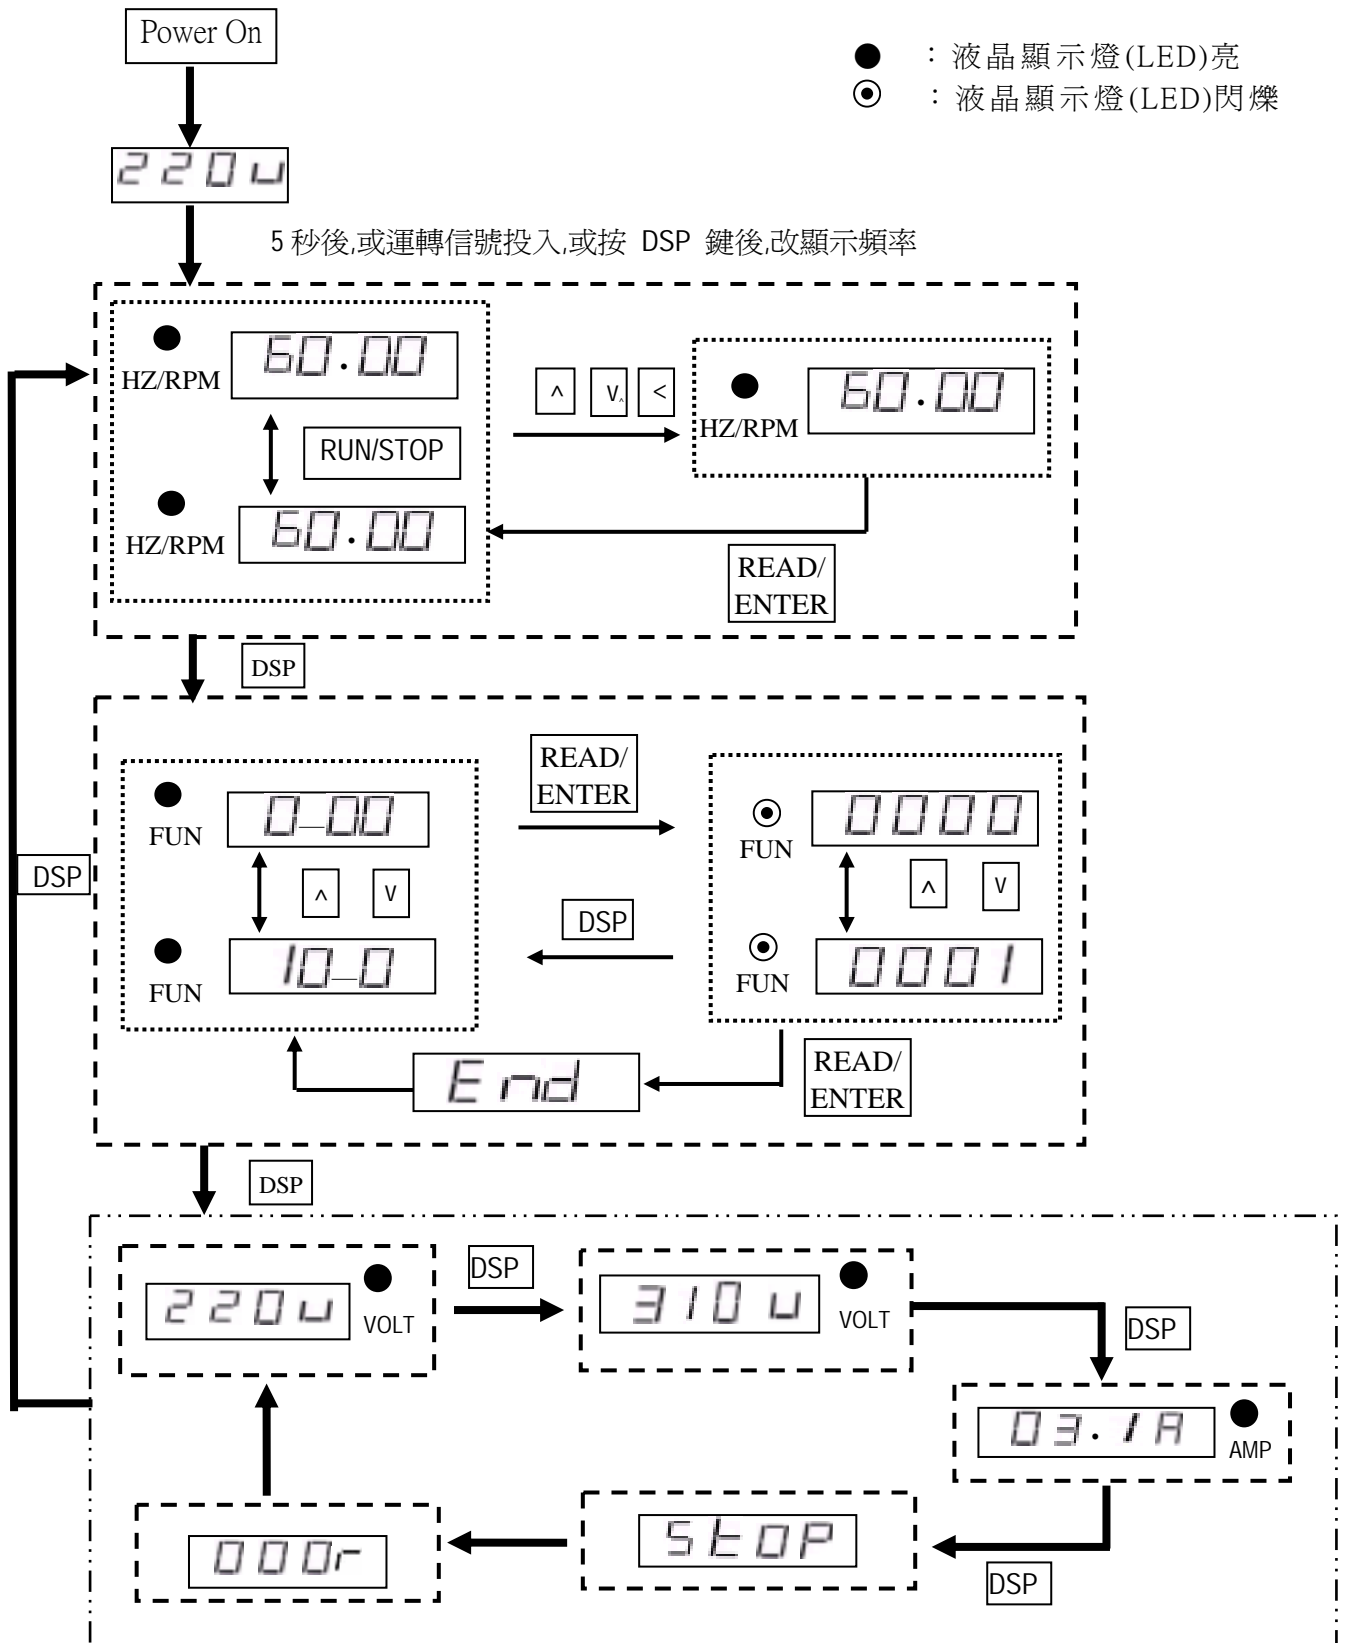 Power On
● ：液晶顯示燈(LED)亮
⦿ ：液晶顯示燈(LED)閃爍
220u
5 秒後,或運轉信號投入,或按 DSP 鍵後,改顯示頻率
HZ/RPM 60.00
^ V^ <
HZ/RPM 60.00
RUN/STOP
HZ/RPM 60.00
READ/
ENTER
DSP
DSP
FUN 0—00
READ/
ENTER
FUN 0000
^ V
DSP
^ V
FUN 10—0
FUN 0001
End
READ/
ENTER
DSP
220u VOLT
DSP
310u VOLT
DSP
03.1A AMP
DSP
StoP
000r